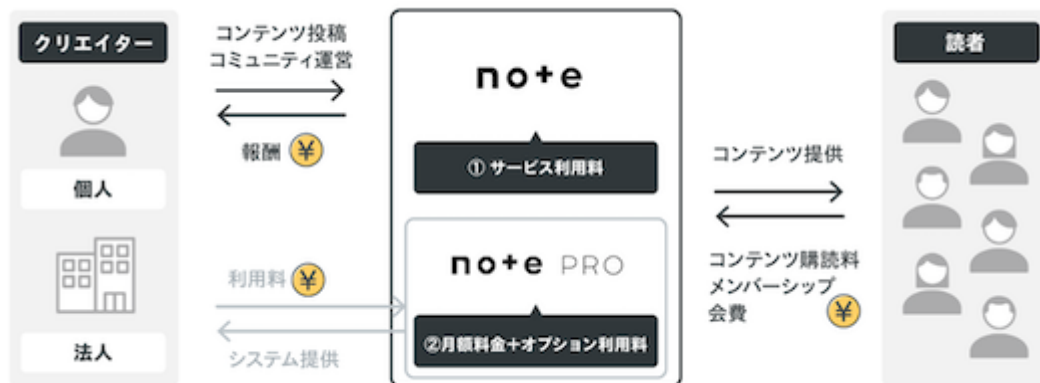 クリエイター
個人
法人
コンテンツ投稿
コミュニティ運営
報酬 ¥
利用料 ¥
システム提供
note
① サービス利用料
note PRO
②月額料金+オプション利用料
コンテンツ提供
コンテンツ購読料
メンバーシップ
会費 ¥
読者